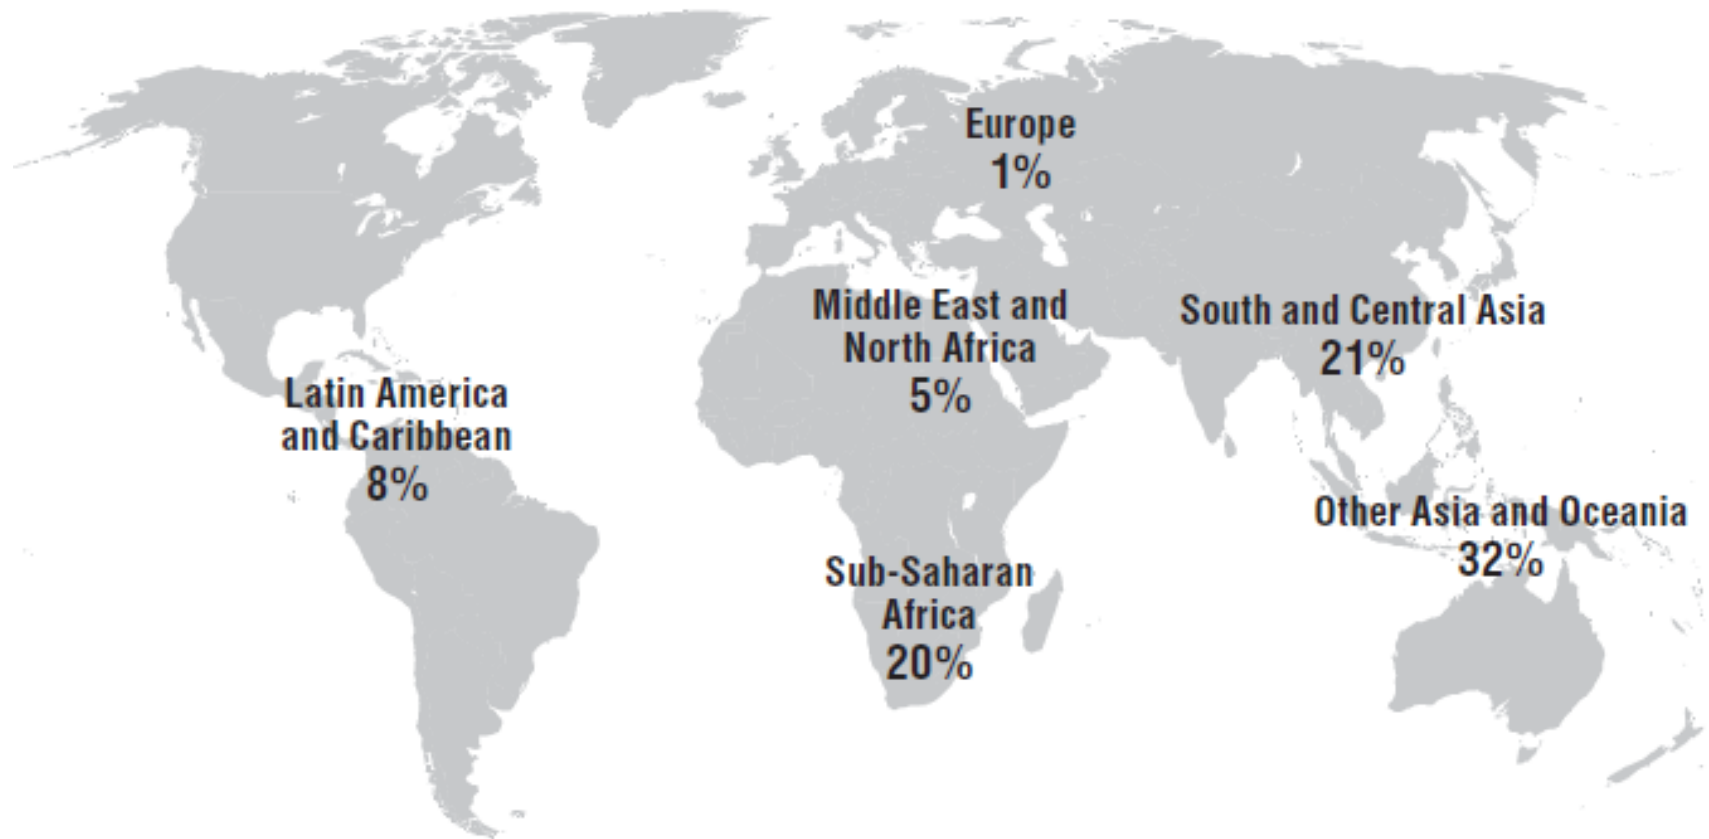 Europe
1%
Middle East and
North Africa
5%
South and Central Asia
21%
Latin America
and Caribbean
8%
Other Asia and Oceania
32%
Sub-Saharan
Africa
20%